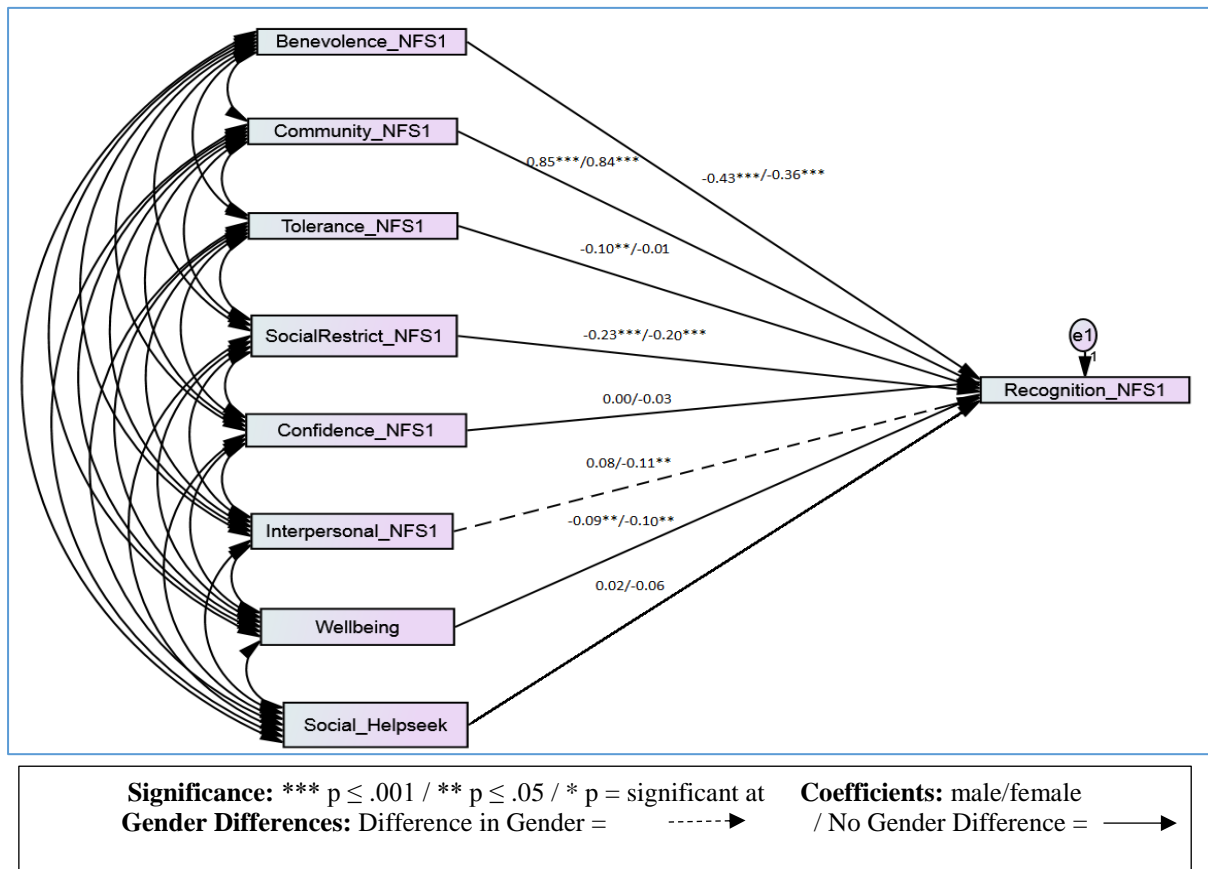 Benevolence_NFS1
Community_NFS1
0.85***/0.84***
-0.43***/-0.36***
Tolerance_NFS1
-0.10**/-0.01
SocialRestrict_NFS1
-0.23***/-0.20***
e1
1
Recognition_NFS1
0.00/-0.03
Confidence_NFS1
0.08/-0.11**
Interpersonal_NFS1
-0.09**/-0.10**
0.02/-0.06
Wellbeing
Social_Helpseek
Significance: *** p ≤ .001 / ** p ≤ .05 / * p = significant at Coefficients: male/female
Gender Differences: Difference in Gender = / No Gender Difference =